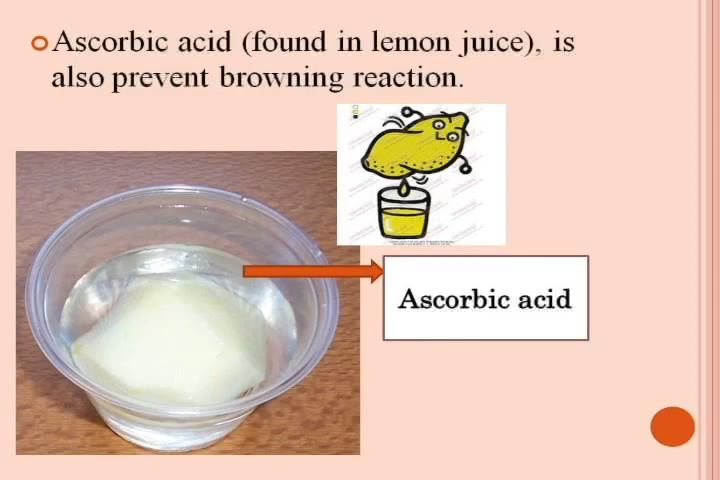 Ascorbic acid (found in lemon juice), is
also prevent browning reaction.
Ascorbic acid